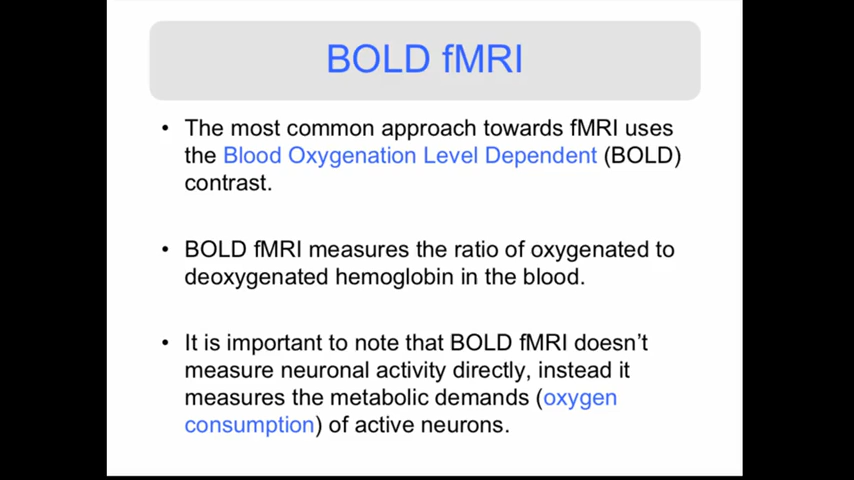 BOLD fMRI
• The most common approach towards fMRI uses
the Blood Oxygenation Level Dependent (BOLD)
contrast.
• BOLD fMRI measures the ratio of oxygenated to
deoxygenated hemoglobin in the blood.
• It is important to note that BOLD fMRI doesn’t
measure neuronal activity directly, instead it
measures the metabolic demands (oxygen
consumption) of active neurons.